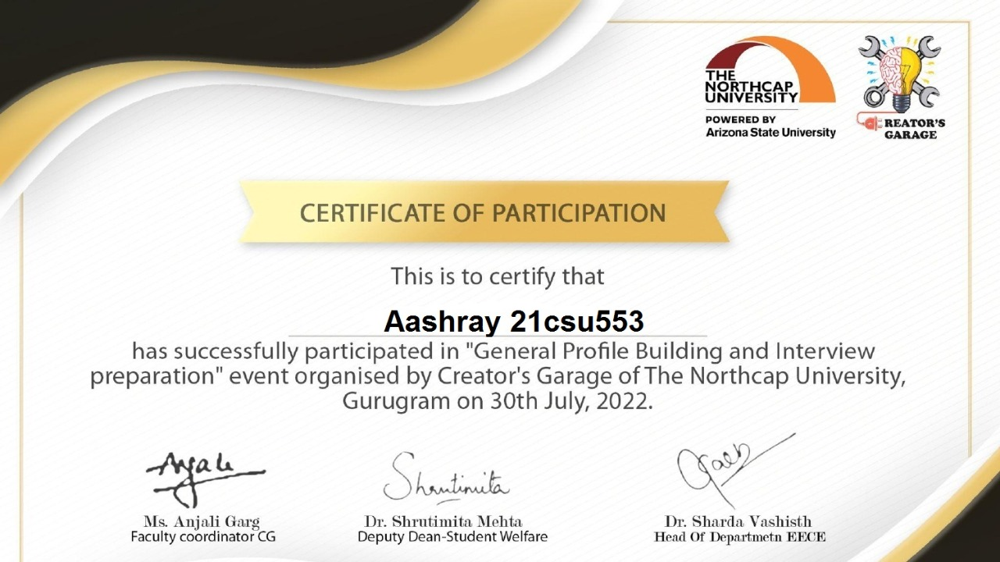 THE
NORTHCAP
UNIVERSITY
POWERED BY
Arizona State University
REATOR'S
GARAGE
CERTIFICATE OF PARTICIPATION
This is to certify that
Aashray 21csu553
has successfully participated in "General Profile Building and Interview
preparation" event organised by Creator's Garage of The Northcap University,
Gurugram on 30th July, 2022.
Anjali Shrutimita
Ms. Anjali Garg Dr. Shrutimita Mehta Dr. Sharda Vashisth
Faculty coordinator CG Deputy Dean-Student Welfare Head Of Departmetn EECE